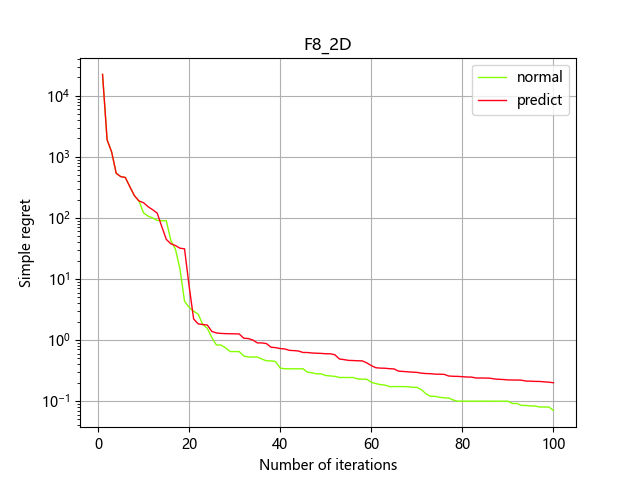 F8_2D
normal
predict
Simple regret
10^4
10^3
10^2
10^1
10^0
10^-1
0 20 40 60 80 100
Number of iterations